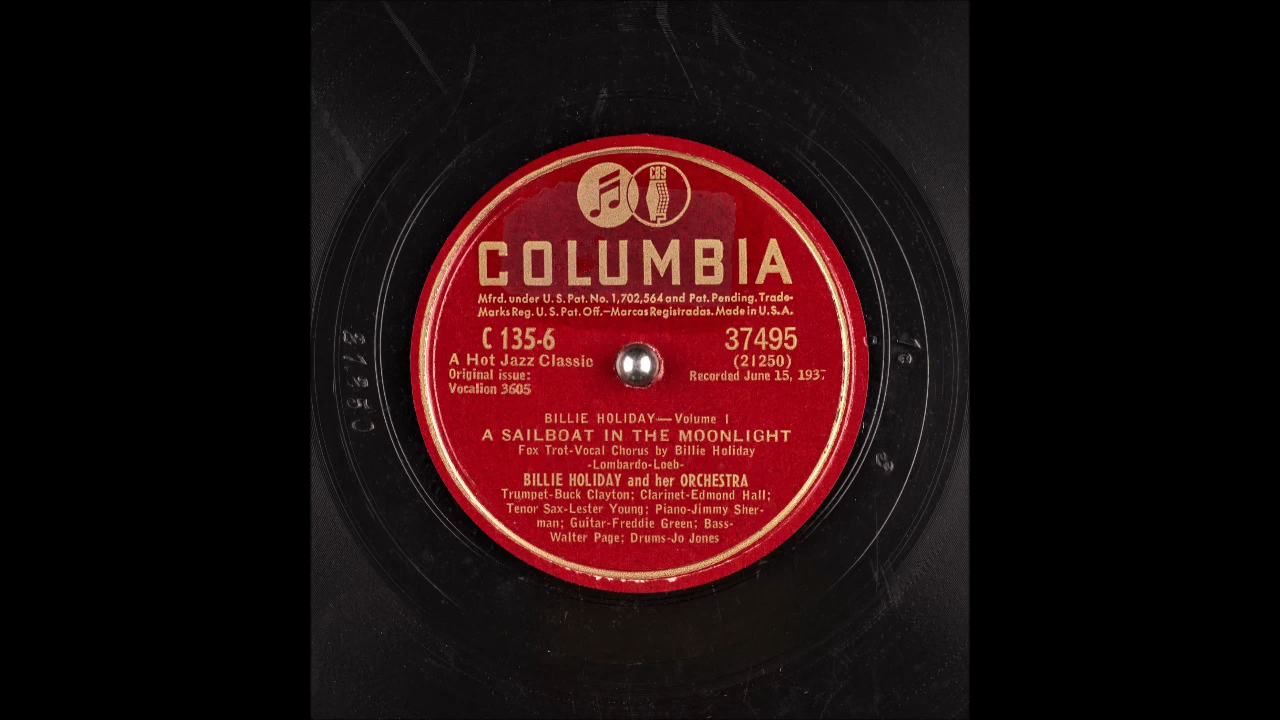 CBS
COLUMBIA
Mfrd. under U.S. Pat. No. 1,702,564 and Pat. Pending. Trade-
Marks Reg. U.S. Pat. Off.—Marcas Registradas. Made in U.S.A.
C 135-6
37495
A Hot Jazz Classic
(21250)
Original issue:
Recorded June 15, 1937
Vocalion 3605
BILLIE HOLIDAY—Volume 1
A SAILBOAT IN THE MOONLIGHT
Fox Trot-Vocal Chorus by Billie Holiday
-Lombardo-Loeb-
BILLIE HOLIDAY and her ORCHESTRA
Trumpet-Buck Clayton; Clarinet-Edmond Hall;
Tenor Sax-Lester Young; Piano-Jimmy Sher-
man; Guitar-Freddie Green; Bass-
Walter Page; Drums-Jo Jones
21250